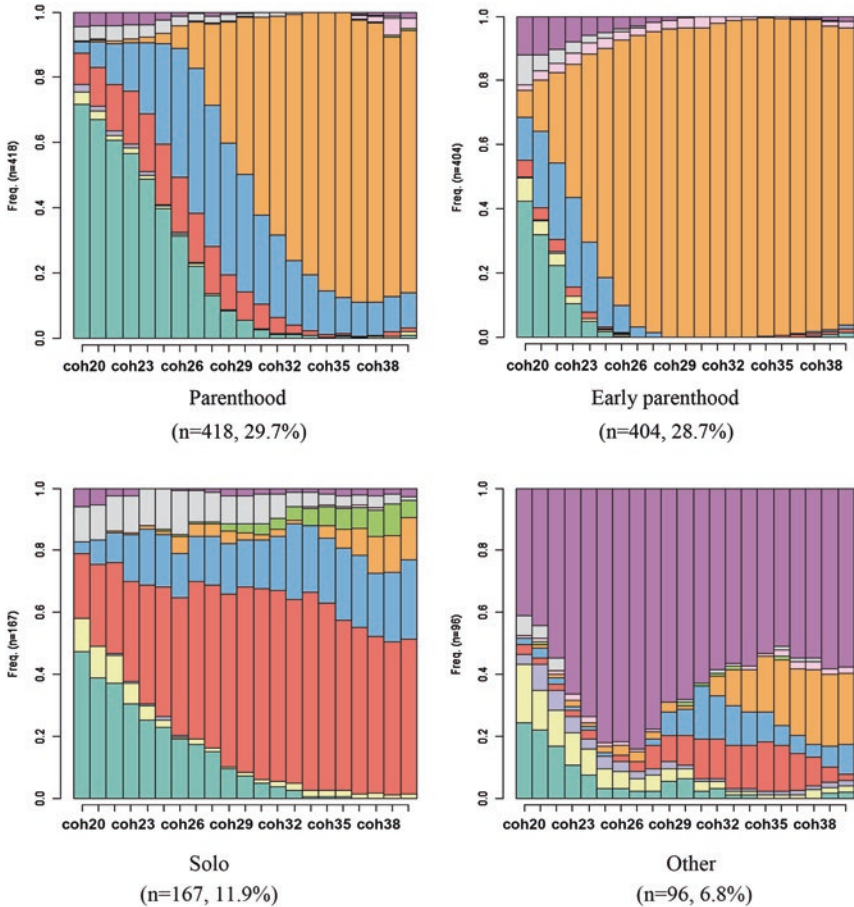 Freq. (n=418)
0.0 0.2 0.4 0.6 0.8 1.0
coh20 coh23 coh26 coh29 coh32 coh35 coh38
Parenthood
(n=418, 29.7%)
Freq. (n=404)
0.0 0.2 0.4 0.6 0.8 1.0
coh20 coh23 coh26 coh29 coh32 coh35 coh38
Early parenthood
(n=404, 28.7%)
Freq. (n=167)
0.0 0.2 0.4 0.6 0.8 1.0
coh20 coh23 coh26 coh29 coh32 coh35 coh38
Solo
(n=167, 11.9%)
Freq. (n=96)
0.0 0.2 0.4 0.6 0.8 1.0
coh20 coh23 coh26 coh29 coh32 coh35 coh38
Other
(n=96, 6.8%)